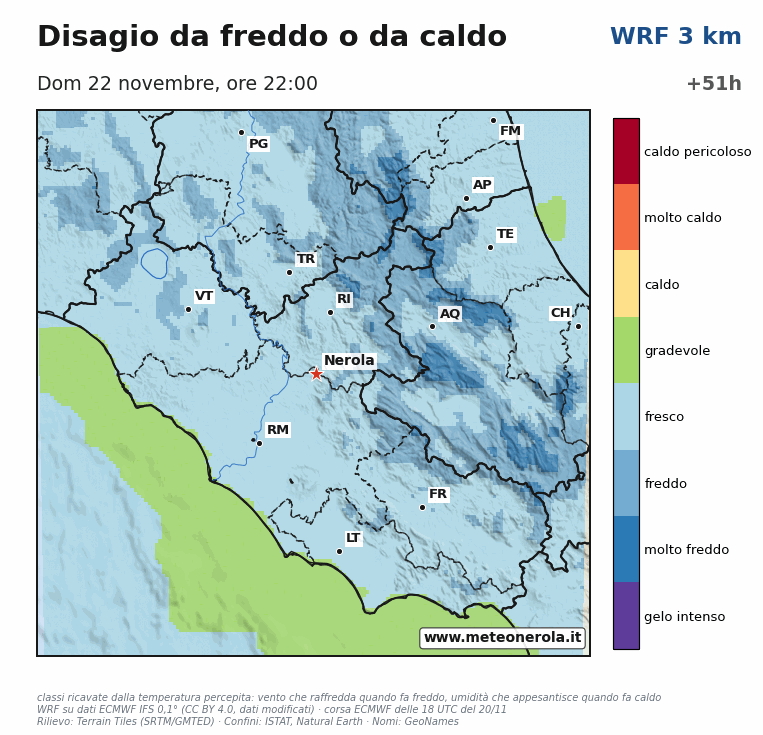 Disagio da freddo o da caldo
WRF 3 km
Dom 22 novembre, ore 22:00
+51h
FM
PG
AP
TE
TR
VT
RI
AQ
CH
Nerola
RM
FR
LT
www.meteonerola.it
caldo pericoloso
molto caldo
caldo
gradevole
fresco
freddo
molto freddo
gelo intenso
classi ricavate dalla temperatura percepita: vento che raffredda quando fa freddo, umidità che appesantisce quando fa caldo
WRF su dati ECMWF IFS 0,1° (CC BY 4.0, dati modificati) · corsa ECMWF delle 18 UTC del 20/11
Rilievo: Terrain Tiles (SRTM/GMTED) · Confini: ISTAT, Natural Earth · Nomi: GeoNames